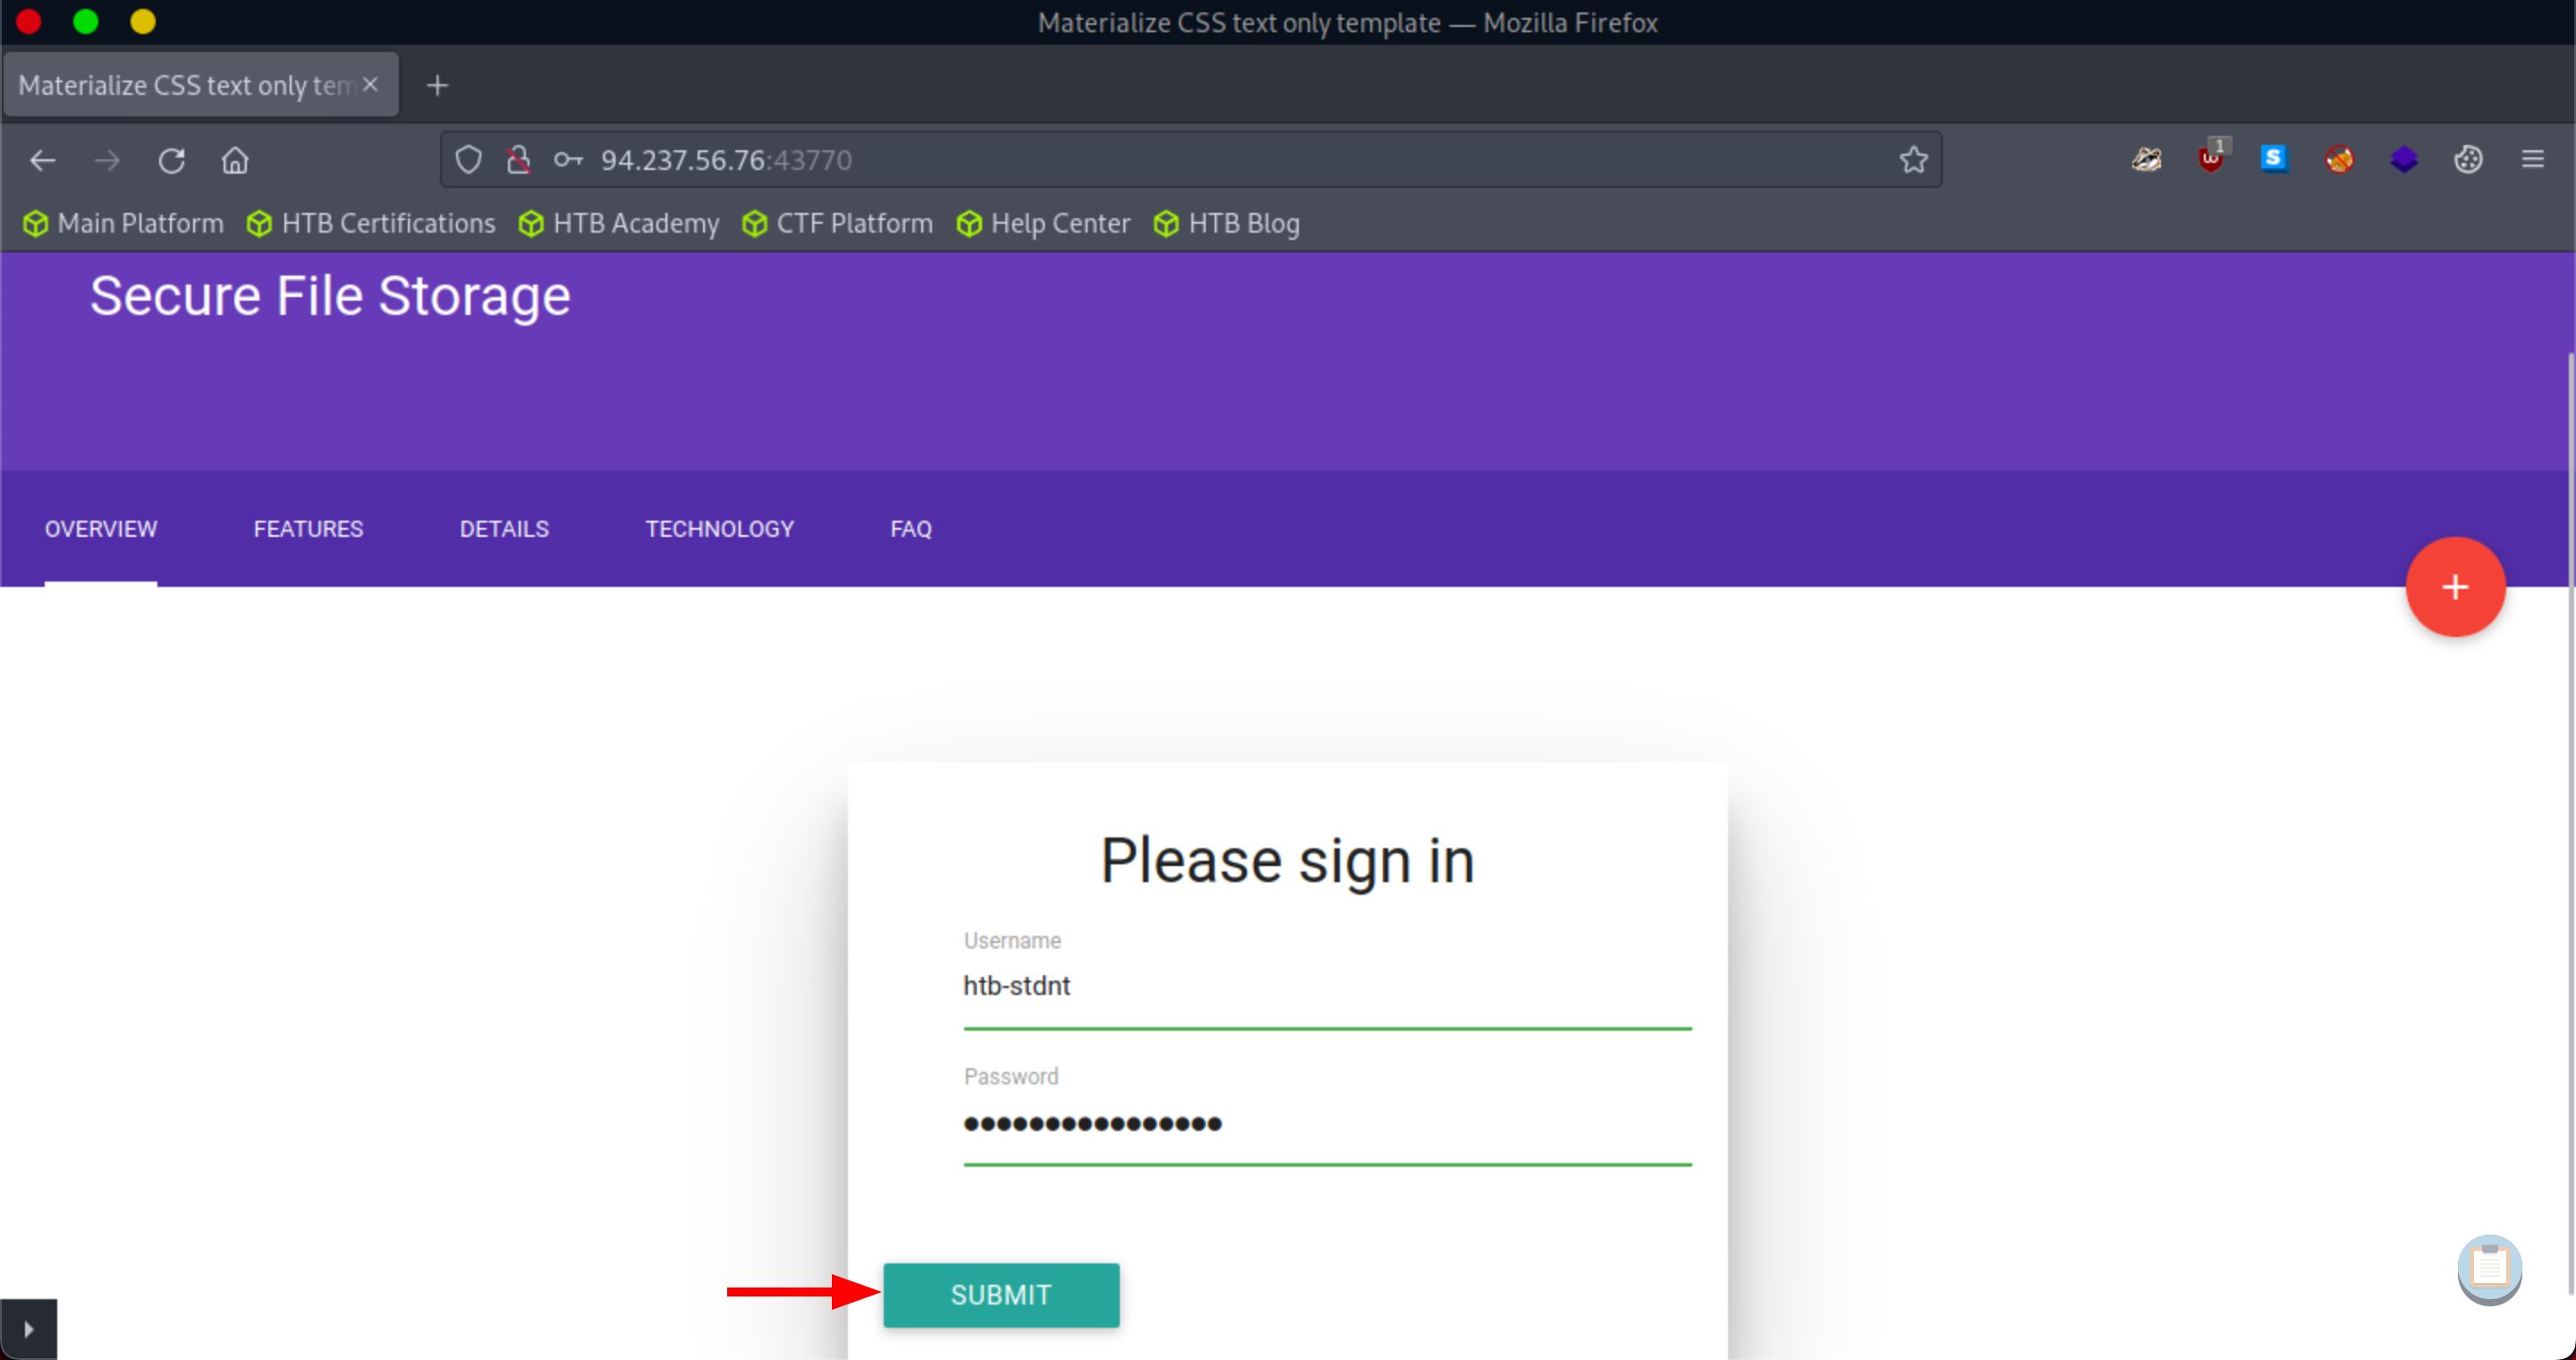 Materialize CSS text only template — Mozilla Firefox
Materialize CSS text only tem
94.237.56.76:43770
1
S
Main Platform HTB Certifications HTB Academy CTF Platform Help Center HTB Blog
Secure File Storage
OVERVIEW FEATURES DETAILS TECHNOLOGY FAQ
+
Please sign in
Username
htb-stdnt
Password
••••••••••••••••
SUBMIT